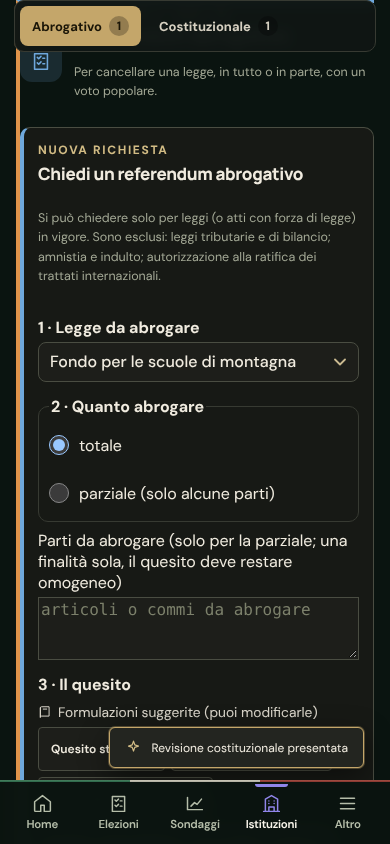 Abrogativo 1 Costituzionale 1
Per cancellare una legge, in tutto o in parte, con un
voto popolare.
NUOVA RICHIESTA
Chiedi un referendum abrogativo
Si può chiedere solo per leggi (o atti con forza di legge)
in vigore. Sono esclusi: leggi tributarie e di bilancio;
amnistia e indulto; autorizzazione alla ratifica dei
trattati internazionali.
1 · Legge da abrogare
Fondo per le scuole di montagna
2 · Quanto abrogare
totale
parziale (solo alcune parti)
Parti da abrogare (solo per la parziale; una
finalità sola, il quesito deve restare
omogeneo)
articoli o commi da abrogare
3 · Il quesito
Formulazioni suggerite (puoi modificarle)
Quesito
Revisione costituzionale presentata
Home Elezioni Sondaggi Istituzioni Altro